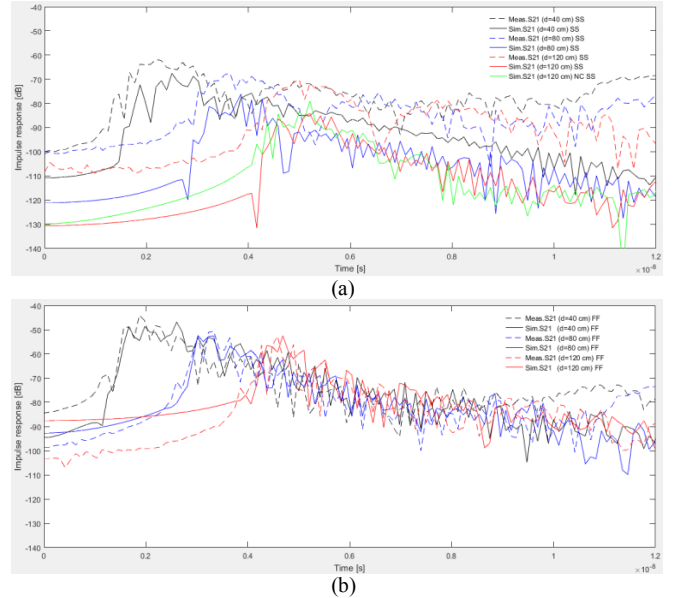 -40
-50
-60
-70
-80
-90
-100
-110
-120
-130
-140
Impulse response [dB]
Meas.S21 (d=40 cm) SS
Sim.S21 (d=40 cm) SS
Meas.S21 (d=80 cm) SS
Sim.S21 (d=80 cm) SS
Meas.S21 (d=120 cm) SS
Sim.S21 (d=120 cm) SS
Sim.S21 (d=120 cm) NC SS
0 0.2 0.4 0.6 0.8 1.0 1.2
Time [s]
× 10⁻⁸
(a)
-40
-50
-60
-70
-80
-90
-100
-110
-120
-130
-140
Impulse response [dB]
Meas.S21 (d=40 cm) FF
Sim.S21 (d=40 cm) FF
Meas.S21 (d=80 cm) FF
Sim.S21 (d=80 cm) FF
Meas.S21 (d=120 cm) FF
Sim.S21 (d=120 cm) FF
0 0.2 0.4 0.6 0.8 1 1.2
Time [s]
× 10⁻⁸
(b)